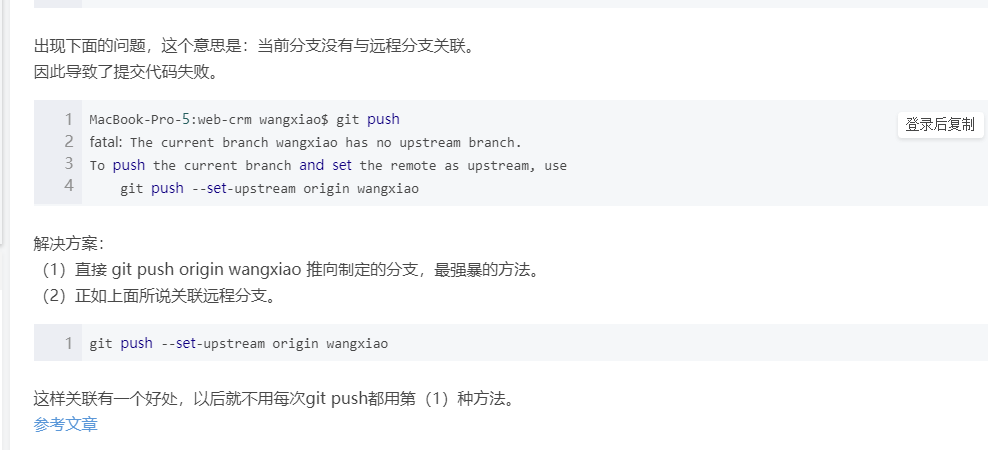 出现下面的问题，这个意思是：当前分支没有与远程分支关联。
因此导致了提交代码失败。
1 MacBook-Pro-5:web-crm wangxiao$ git push
登录后复制
2 fatal: The current branch wangxiao has no upstream branch.
3 To push the current branch and set the remote as upstream, use
4 git push --set-upstream origin wangxiao
解决方案：
（1）直接 git push origin wangxiao 推向制定的分支，最强暴的方法。
（2）正如上面所说关联远程分支。
1 git push --set-upstream origin wangxiao
这样关联有一个好处，以后就不用每次git push都用第（1）种方法。
参考文章